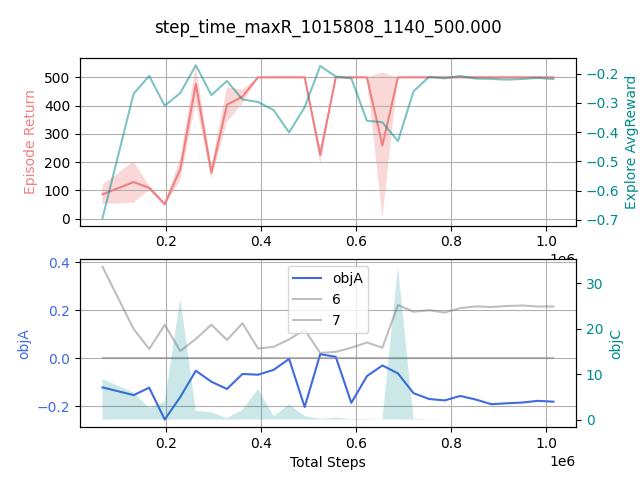 step_time_maxR_1015808_1140_500.000
Episode Return
500
400
300
200
100
0
−0.2
−0.3
−0.4
−0.5
−0.6
−0.7
Explore AvgReward
0.2 0.4 0.6 0.8 1.0
1e6
objA
0.4
0.2
0.0
−0.2
objA
6
7
30
20
10
0
objC
0.2 0.4 0.6 0.8 1.0
Total Steps
1e6